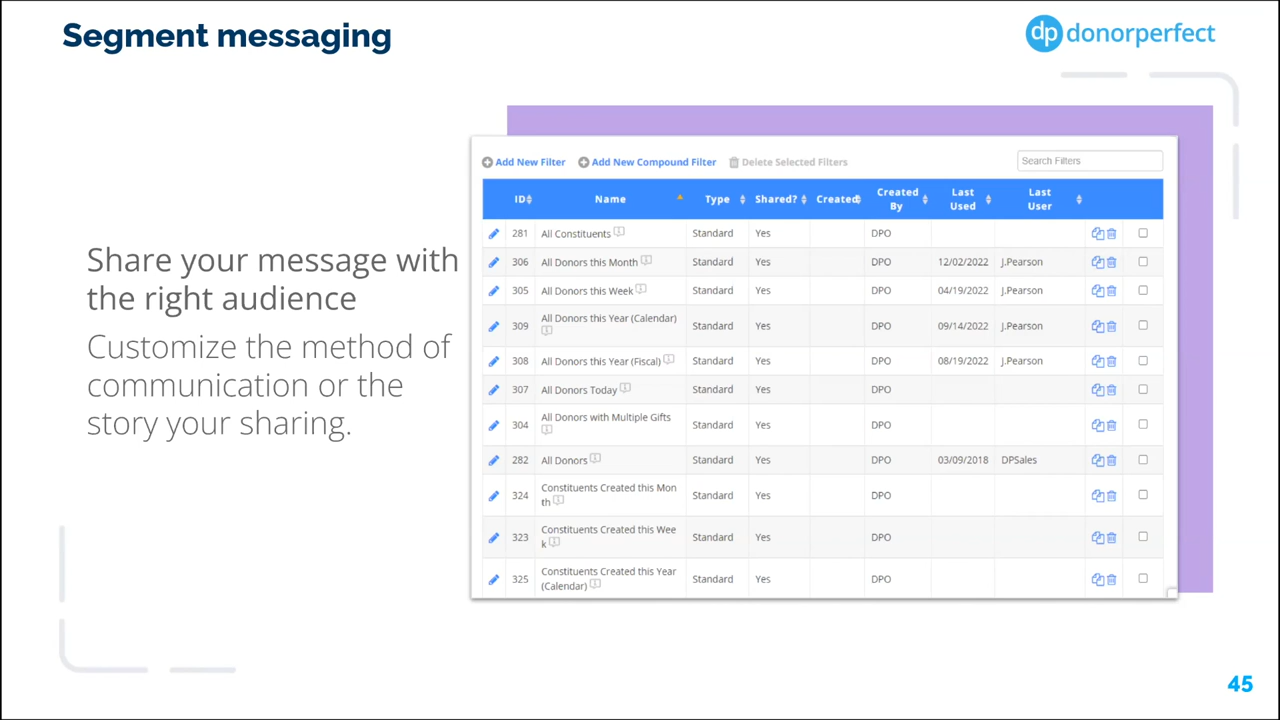 Segment messaging
dp donorperfect
Share your message with
the right audience
Customize the method of
communication or the
story your sharing.
Add New Filter Add New Compound Filter Delete Selected Filters Search Filters
ID Name Type Shared? Created Created By Last Used Last User
281 All Constituents Standard Yes DPO
306 All Donors this Month Standard Yes DPO 12/02/2022 J.Pearson
305 All Donors this Week Standard Yes DPO 04/19/2022 J.Pearson
309 All Donors this Year (Calendar) Standard Yes DPO 09/14/2022 J.Pearson
308 All Donors this Year (Fiscal) Standard Yes DPO 08/19/2022 J.Pearson
307 All Donors Today Standard Yes DPO
304 All Donors with Multiple Gifts Standard Yes DPO
282 All Donors Standard Yes DPO 03/09/2018 DPSales
324 Constituents Created this Mon
th Standard Yes DPO
323 Constituents Created this Wee
k Standard Yes DPO
325 Constituents Created this Year
(Calendar) Standard Yes DPO
45